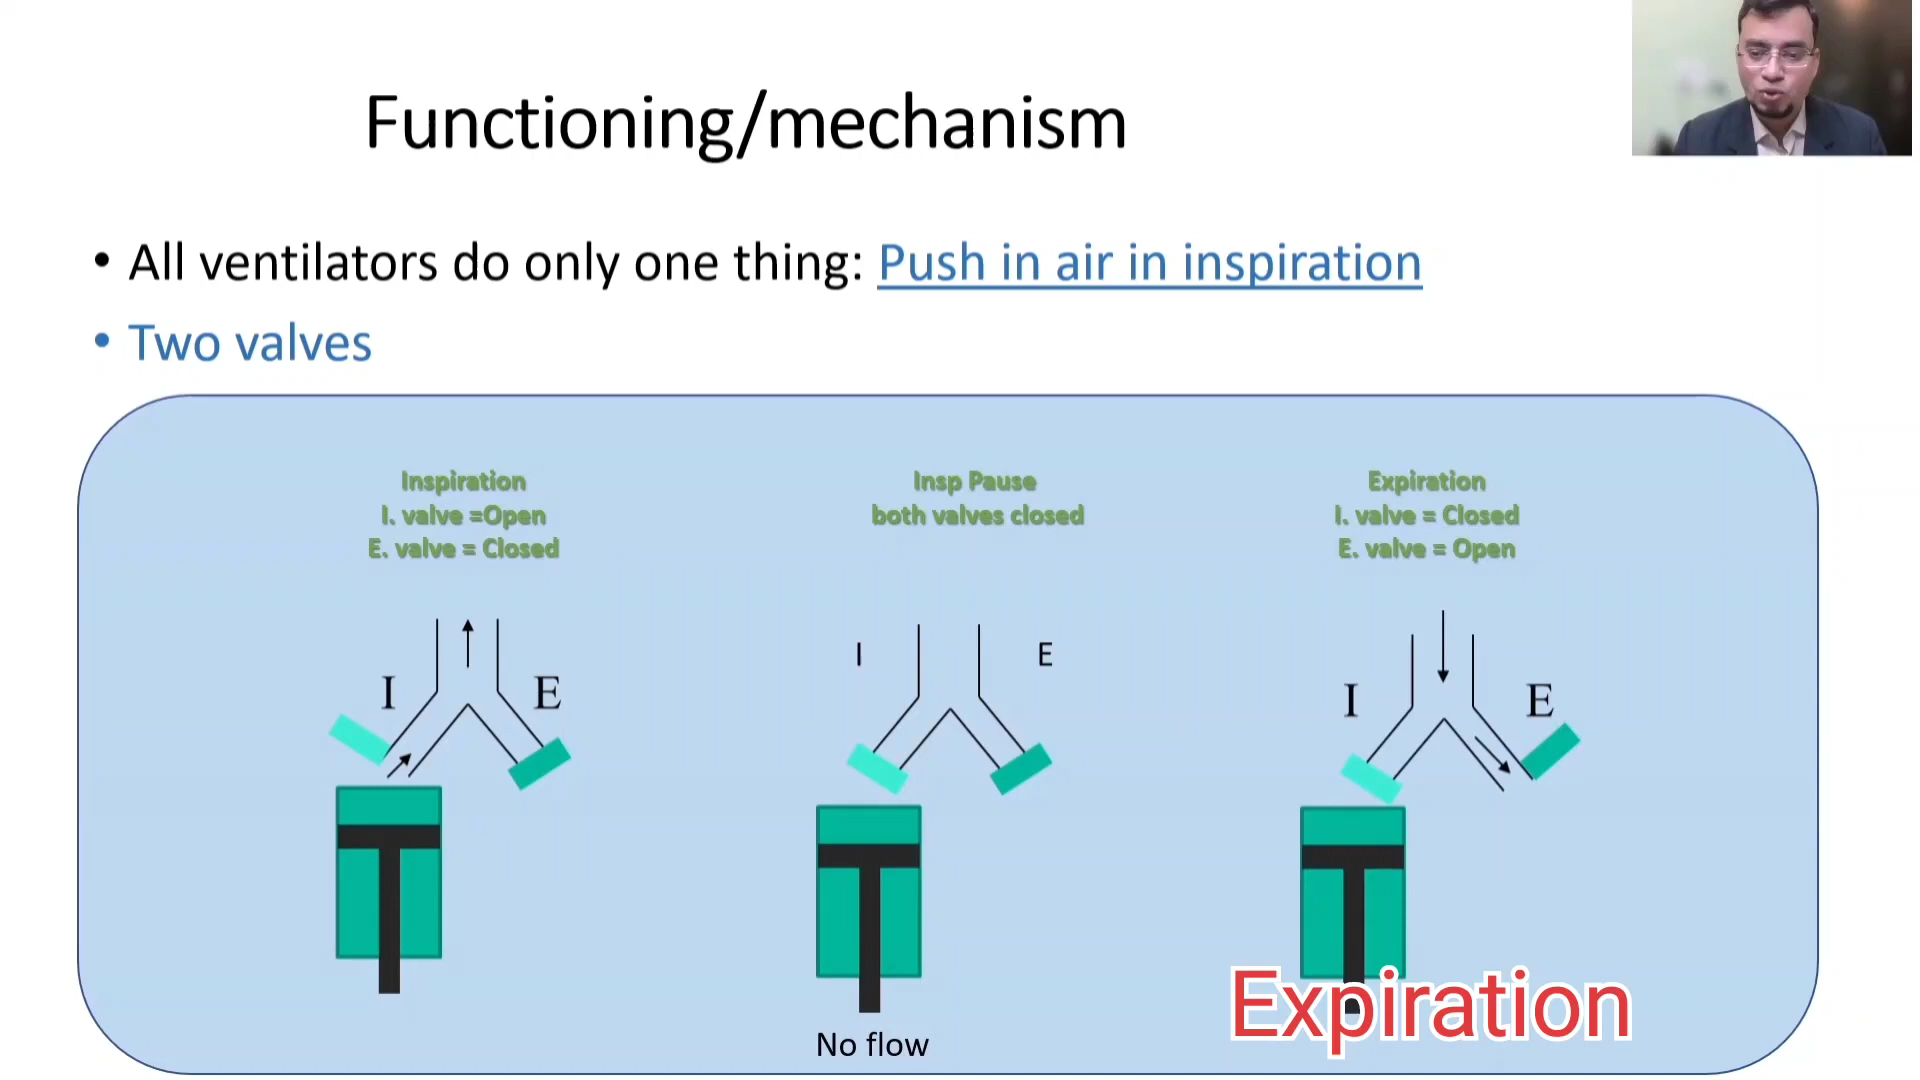 Functioning/mechanism
• All ventilators do only one thing: Push in air in inspiration
• Two valves
Inspiration
I. valve =Open
E. valve = Closed
I E
Insp Pause
both valves closed
I E
No flow
Expiration
I. valve = Closed
E. valve = Open
I E
Expiration